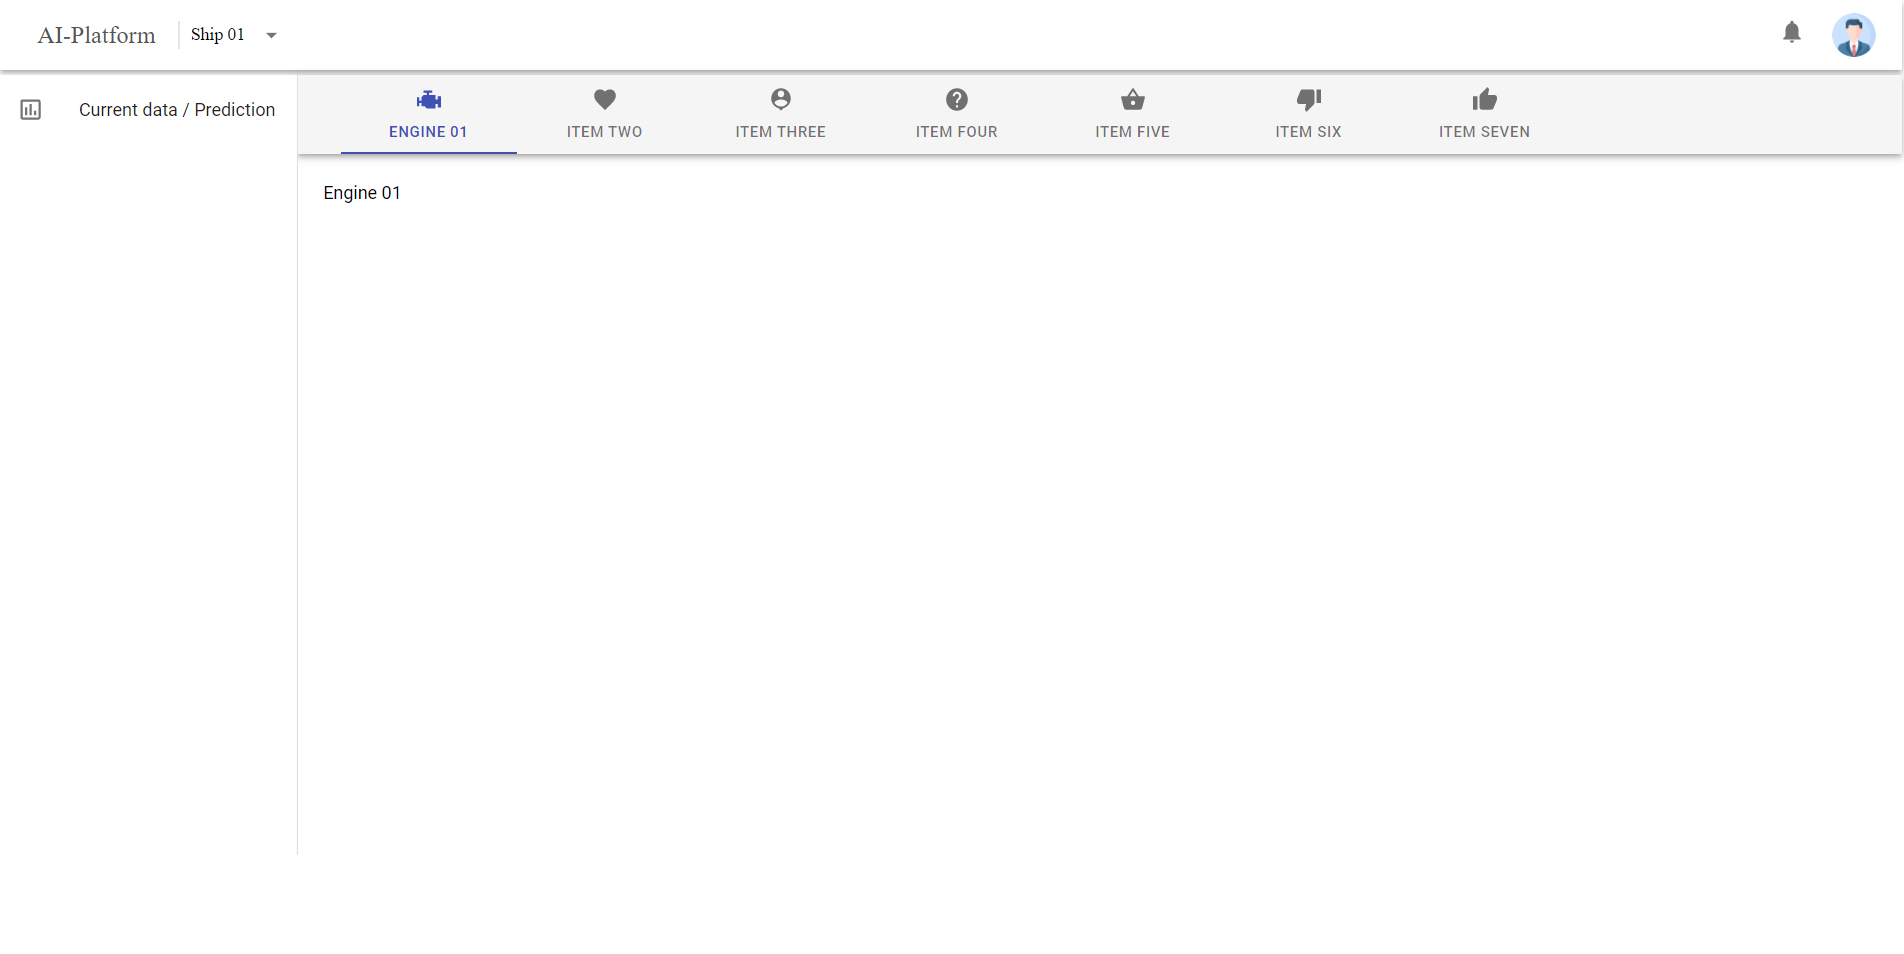 AI-Platform
Ship 01
Current data / Prediction
ENGINE 01
ITEM TWO
ITEM THREE
ITEM FOUR
ITEM FIVE
ITEM SIX
ITEM SEVEN
Engine 01